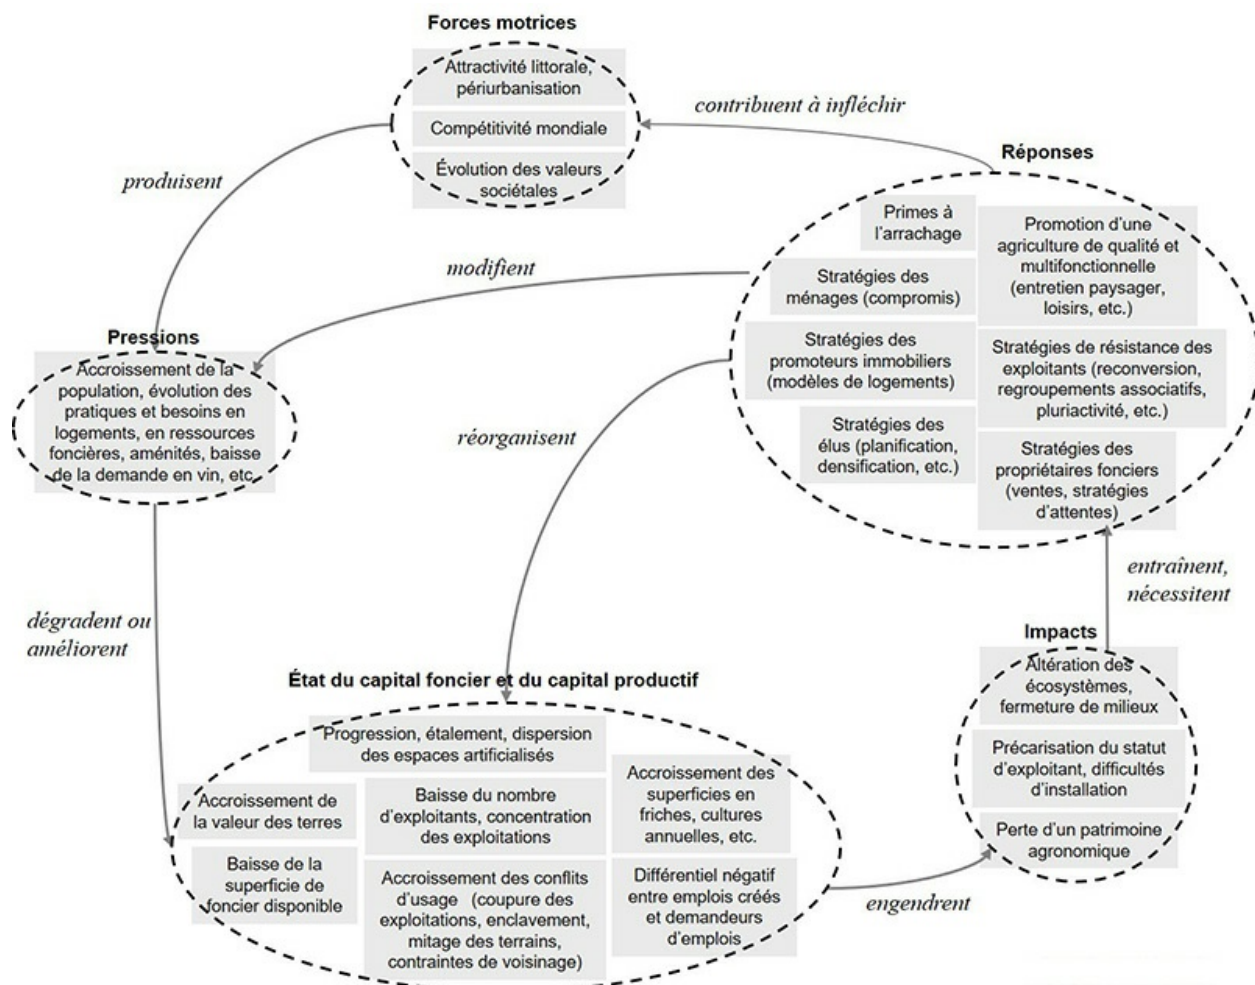 Forces motrices
Attractivité littorale,
périurbanisation
Compétitivité mondiale
Évolution des valeurs
sociétales
contribuent à infléchir
produisent
Réponses
Primes à
l'arrachage
Promotion d'une
agriculture de qualité et
multifonctionnelle
(entretien paysager,
loisirs, etc.)
Stratégies des
ménages (compromis)
Stratégies des
promoteurs immobiliers
(modèles de logements)
Stratégies de résistance des
exploitants (reconversion,
regroupements associatifs,
pluriactivité, etc.)
Stratégies des
élus (planification,
densification, etc.)
Stratégies des
propriétaires fonciers
(ventes, stratégies
d'attentes)
modifient
Pressions
Accroissement de la
population, évolution des
pratiques et besoins en
logements, en ressources
foncières, aménités, baisse
de la demande en vin, etc.
réorganisent
dégradent ou
améliorent
entraînent,
nécessitent
Impacts
Altération des
écosystèmes,
fermeture de milieux
Précarisation du statut
d'exploitant, difficultés
d'installation
Perte d'un patrimoine
agronomique
État du capital foncier et du capital productif
Progression, étalement, dispersion
des espaces artificialisés
Accroissement de
la valeur des terres
Baisse du nombre
d'exploitants, concentration
des exploitations
Accroissement des
superficies en
friches, cultures
annuelles, etc.
Baisse de la
superficie de
foncier disponible
Accroissement des conflits
d'usage (coupure des
exploitations, enclavement,
mitage des terrains,
contraintes de voisinage)
Différentiel négatif
entre emplois créés
et demandeurs
d'emplois
engendrent